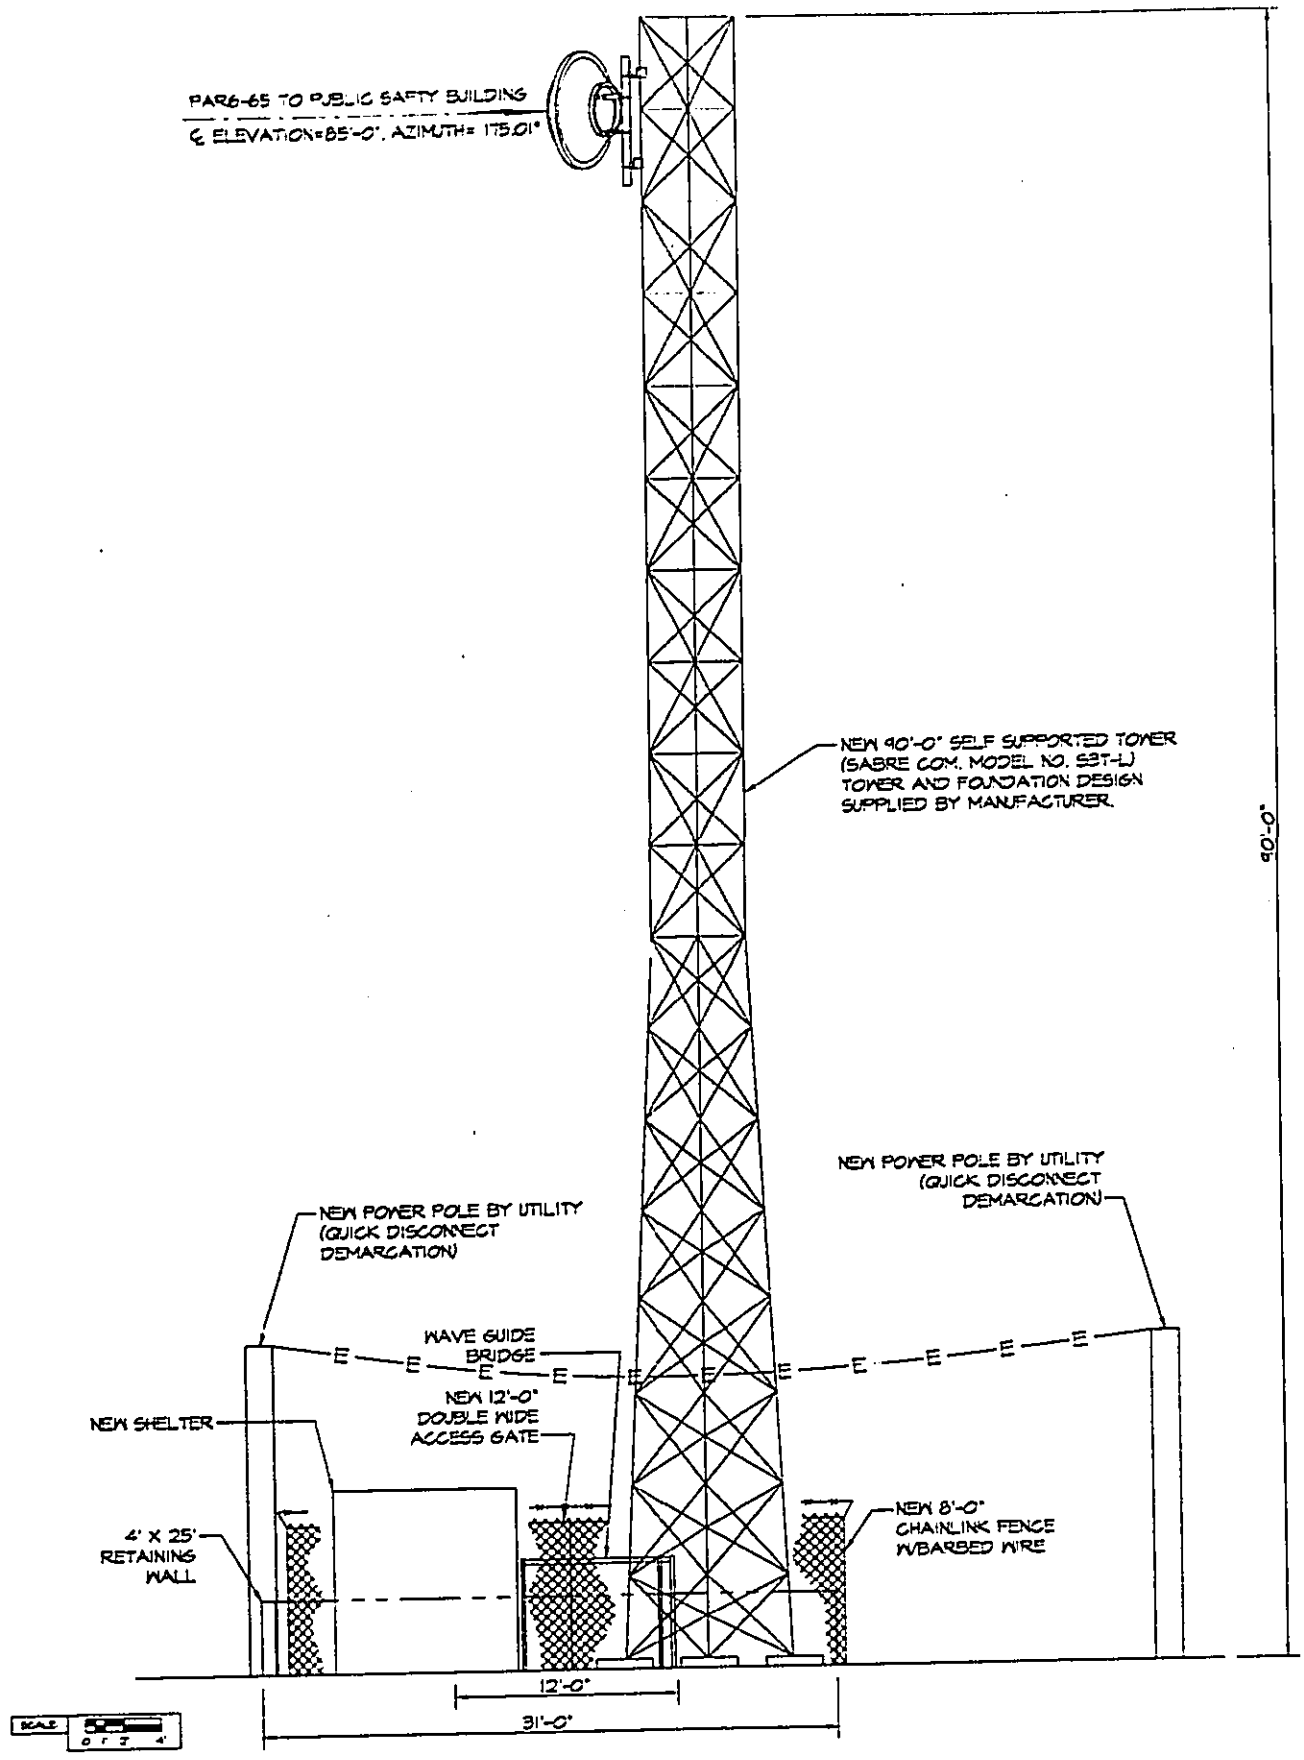 PAR6-65 TO PUBLIC SAFTY BUILDING
℄ ELEVATION=85'-0", AZIMUTH= 175.01°
NEW 90'-0" SELF SUPPORTED TOWER
(SABRE COM. MODEL NO. S3T-L)
TOWER AND FOUNDATION DESIGN
SUPPLIED BY MANUFACTURER.
90'-0"
NEW POWER POLE BY UTILITY
(QUICK DISCONNECT
DEMARCATION)
NEW POWER POLE BY UTILITY
(QUICK DISCONNECT
DEMARCATION)
WAVE GUIDE
BRIDGE
E E E E E E E E E E E
NEW 12'-0"
DOUBLE WIDE
ACCESS GATE
NEW SHELTER
NEW 8'-0"
CHAINLINK FENCE
W/BARBED WIRE
4' X 25'
RETAINING
WALL
12'-0"
31'-0"
SCALE
0 1 2 4'